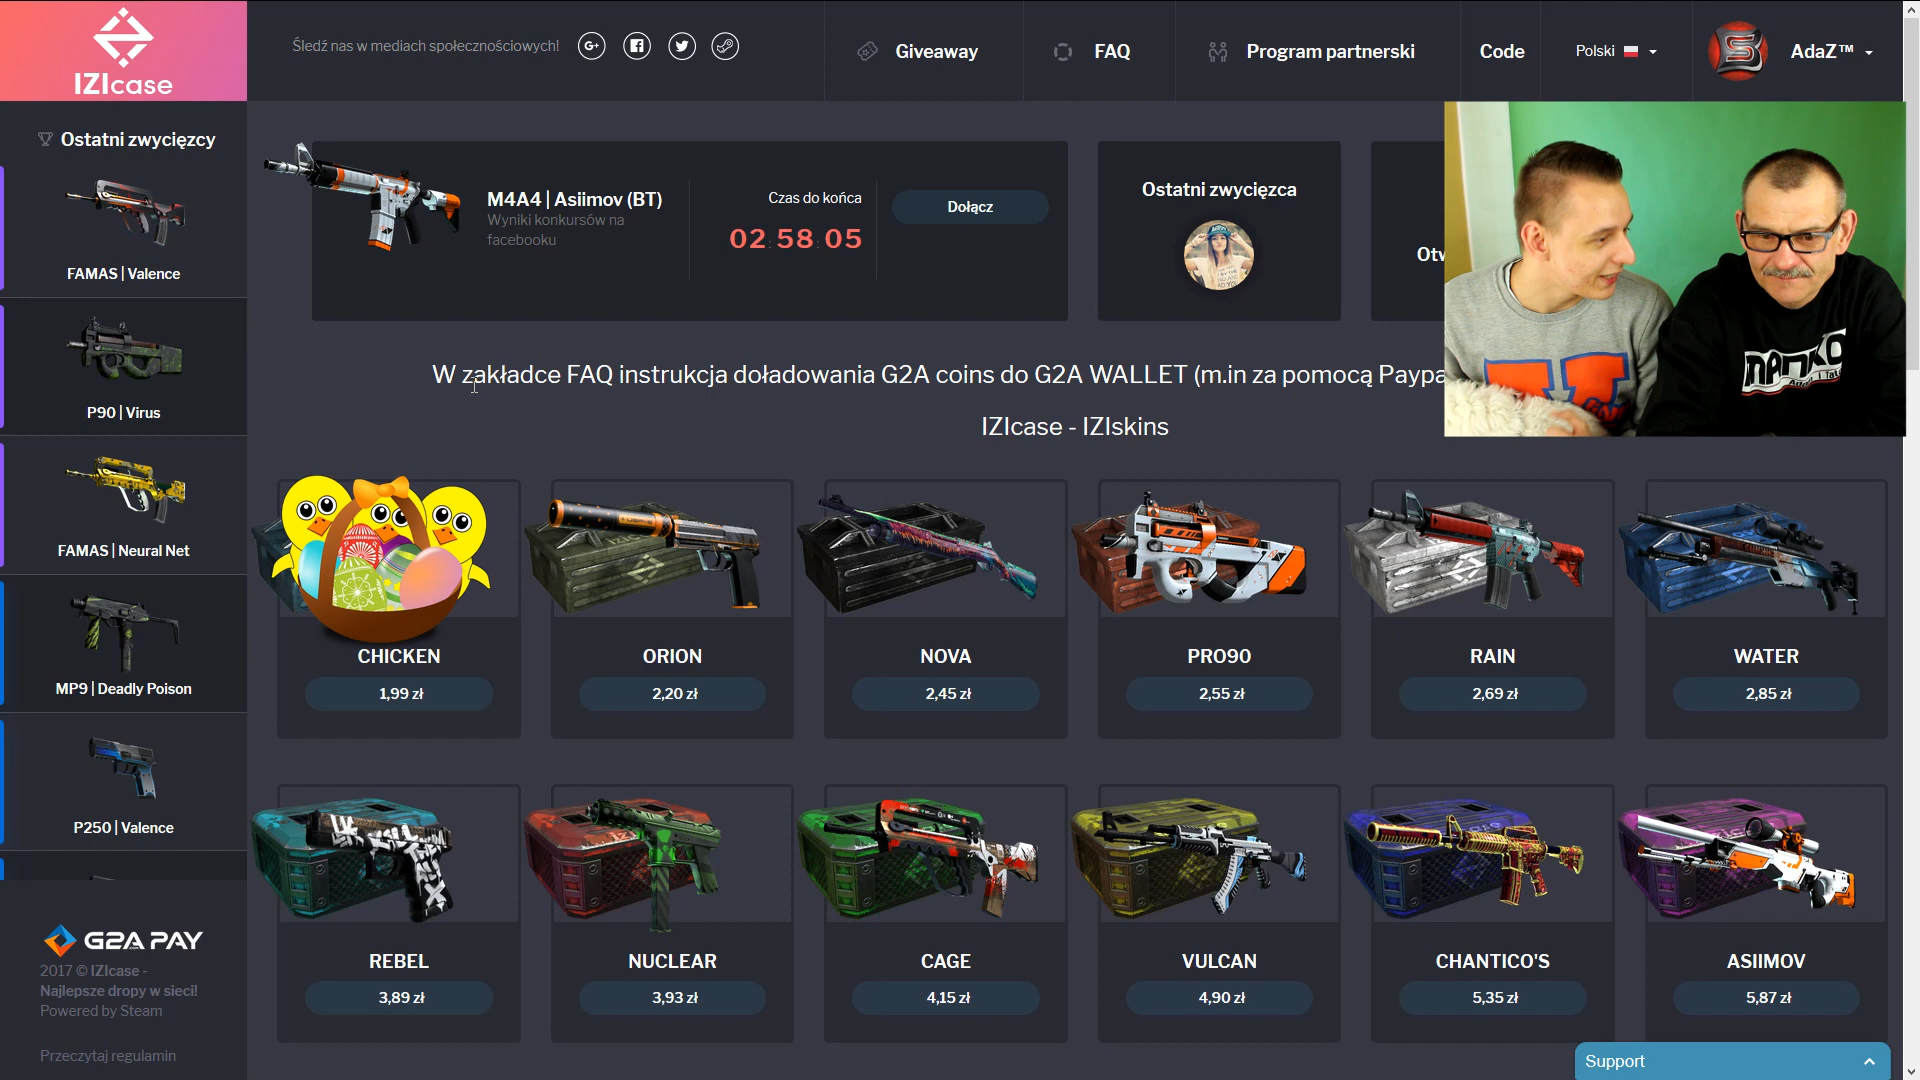 IZIcase
Śledź nas w mediach społecznościowych!
Giveaway
FAQ
Program partnerski
Code
Polski
AdaZ™
Ostatni zwycięzcy
FAMAS | Valence
P90 | Virus
FAMAS | Neural Net
MP9 | Deadly Poison
P250 | Valence
M4A4 | Asiimov (BT)
Wyniki konkursów na
facebooku
Czas do końca
02:58:05
Dołącz
Ostatni zwycięzca
W zakładce FAQ instrukcja doładowania G2A coins do G2A WALLET (m.in za pomocą Paypa
IZIcase - IZIskins
CHICKEN
1,99 zł
ORION
2,20 zł
NOVA
2,45 zł
PRO90
2,55 zł
RAIN
2,69 zł
WATER
2,85 zł
REBEL
3,89 zł
NUCLEAR
3,93 zł
CAGE
4,15 zł
VULCAN
4,90 zł
CHANTICO'S
5,35 zł
ASIIMOV
5,87 zł
G2A PAY
2017 © IZIcase -
Najlepsze dropy w sieci!
Powered by Steam
Przeczytaj regulamin
Support